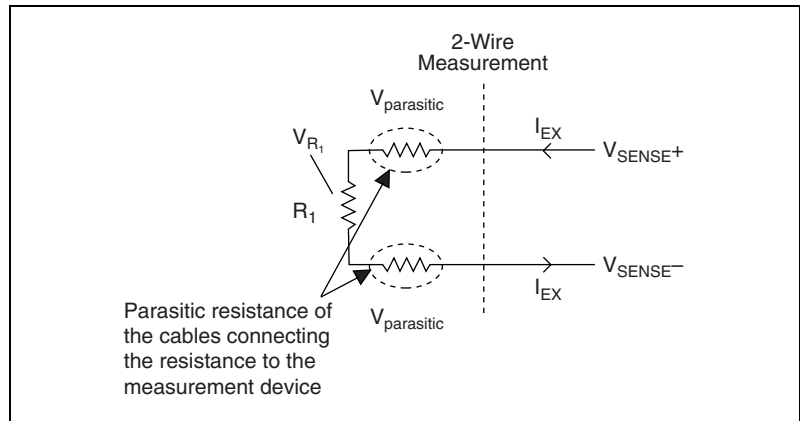 2-Wire
Measurement
V_parasitic
V_R₁
I_EX
V_SENSE+
R₁
V_SENSE–
I_EX
V_parasitic
Parasitic resistance of
the cables connecting
the resistance to the
measurement device